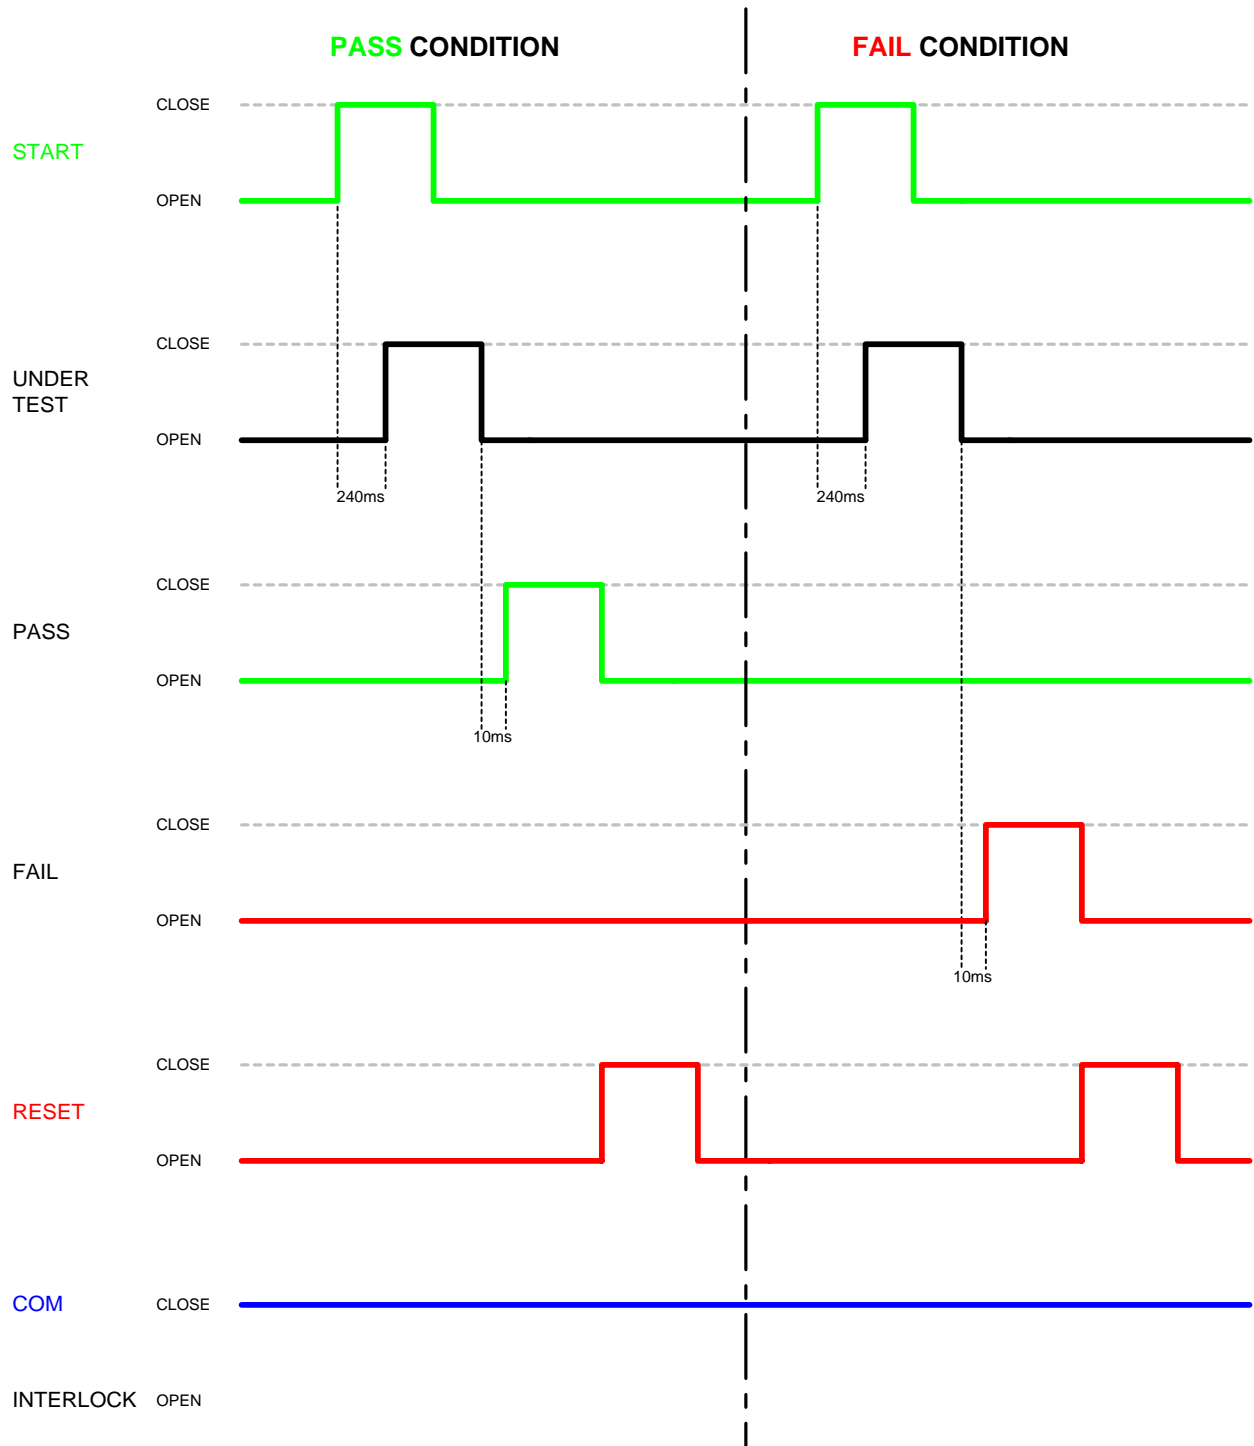 PASS CONDITION
FAIL CONDITION
CLOSE
START
OPEN
CLOSE
UNDER
TEST
OPEN
240ms
240ms
CLOSE
PASS
OPEN
10ms
CLOSE
FAIL
OPEN
10ms
CLOSE
RESET
OPEN
COM
CLOSE
INTERLOCK
OPEN